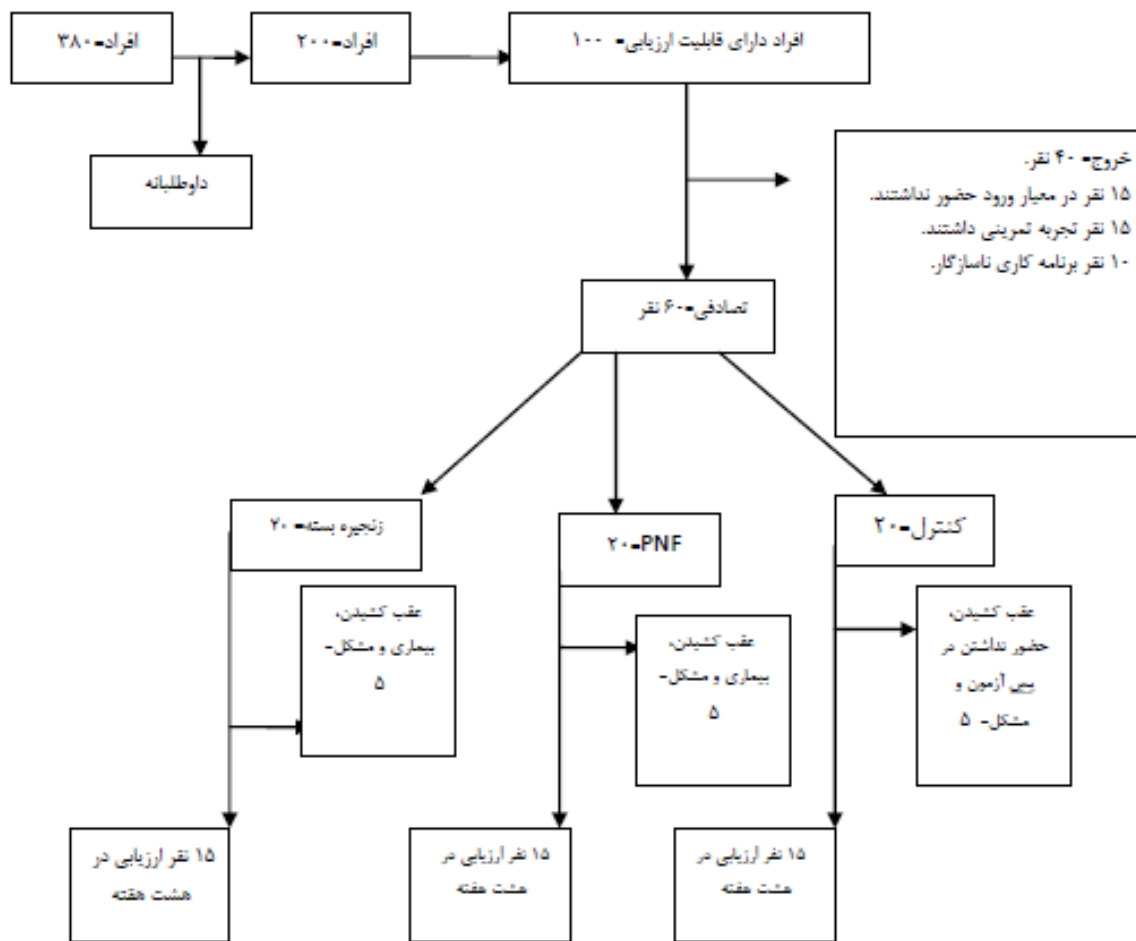 افراد=۳۸۰
افراد=۲۰۰
افراد دارای قابلیت ارزیابی= ۱۰۰
داوطلبانه
خروج= ۴۰ نفر.
۱۵ نفر در معیار ورود حضور نداشتند.
۱۵ نفر تجربه تمرینی داشتند.
۱۰ نفر برنامه کاری ناسازگار.
تصادفی=۶۰ نفر
کنترل=۲۰
PNF=۲۰
زنجیره بسته= ۲۰
عقب کشیدن،
حضور نداشتن در
پس آزمون و
مشکل= ۵
عقب کشیدن،
بیماری و مشکل=
۵
عقب کشیدن،
بیماری و مشکل=
۵
۱۵ نفر ارزیابی در
هشت هفته
۱۵ نفر ارزیابی در
هشت هفته
۱۵ نفر ارزیابی در
هشت هفته